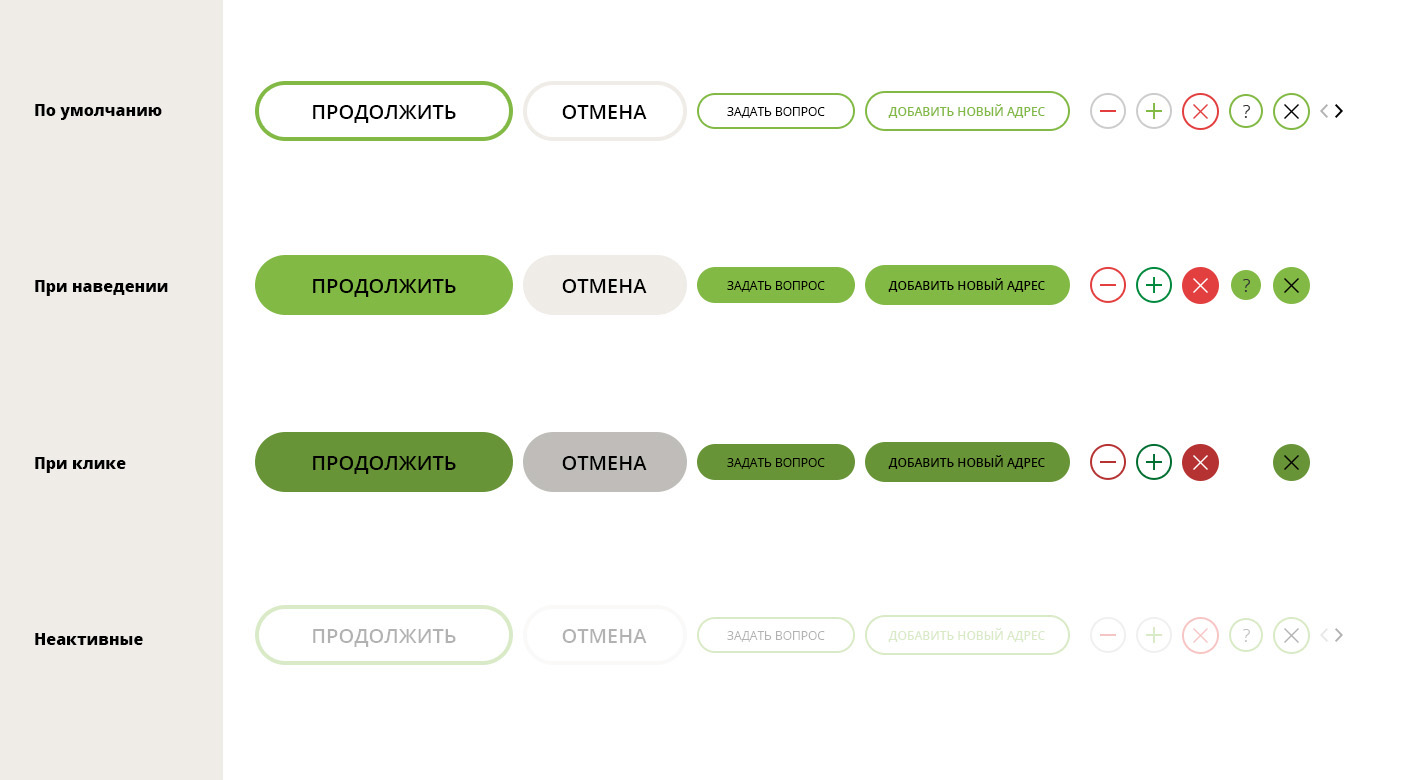 По умолчанию
ПРОДОЛЖИТЬ ОТМЕНА ЗАДАТЬ ВОПРОС ДОБАВИТЬ НОВЫЙ АДРЕС ?
При наведении
ПРОДОЛЖИТЬ ОТМЕНА ЗАДАТЬ ВОПРОС ДОБАВИТЬ НОВЫЙ АДРЕС ?
При клике
ПРОДОЛЖИТЬ ОТМЕНА ЗАДАТЬ ВОПРОС ДОБАВИТЬ НОВЫЙ АДРЕС
Неактивные
ПРОДОЛЖИТЬ ОТМЕНА ЗАДАТЬ ВОПРОС ДОБАВИТЬ НОВЫЙ АДРЕС ?